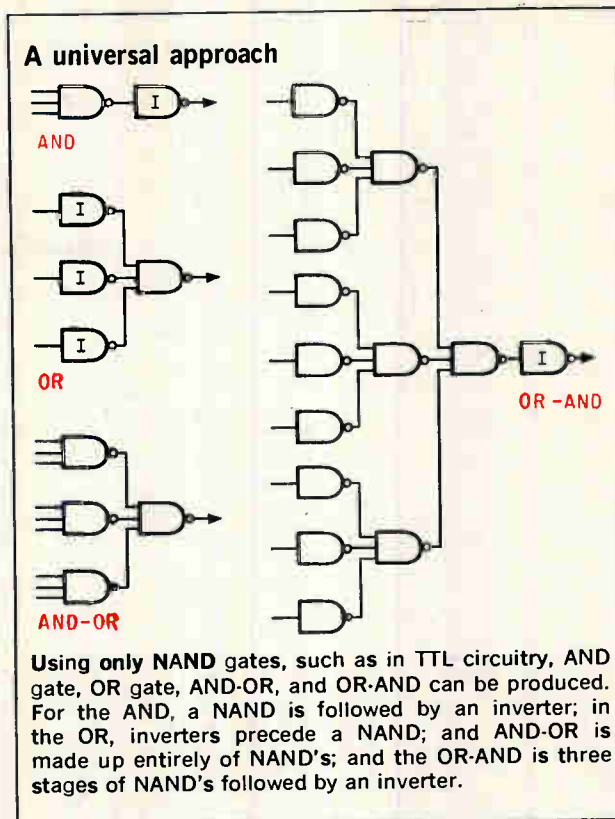 A universal approach
I
AND
I
I
I
OR
I
OR-AND
AND-OR
Using only NAND gates, such as in TTL circuitry, AND
gate, OR gate, AND-OR, and OR-AND can be produced.
For the AND, a NAND is followed by an inverter; in
the OR, inverters precede a NAND; and AND-OR is
made up entirely of NAND's; and the OR-AND is three
stages of NAND's followed by an inverter.